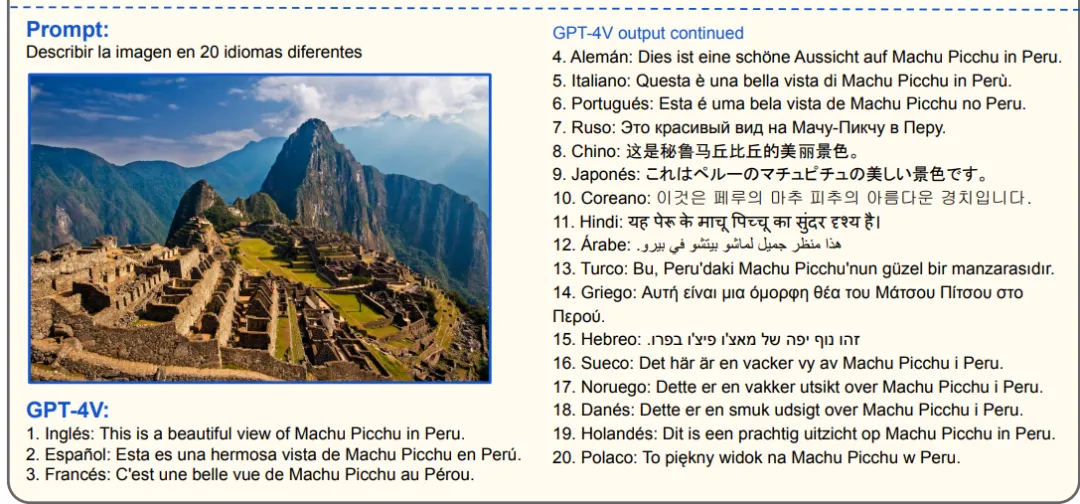 Prompt:
Describir la imagen en 20 idiomas diferentes
GPT-4V:
1. Inglés: This is a beautiful view of Machu Picchu in Peru.
2. Español: Esta es una hermosa vista de Machu Picchu en Perú.
3. Francés: C'est une belle vue de Machu Picchu au Pérou.
GPT-4V output continued
4. Alemán: Dies ist eine schöne Aussicht auf Machu Picchu in Peru.
5. Italiano: Questa è una bella vista di Machu Picchu in Perù.
6. Portugués: Esta é uma bela vista de Machu Picchu no Peru.
7. Ruso: Это красивый вид на Мачу-Пикчу в Перу.
8. Chino: 这是秘鲁马丘比丘的美丽景色。
9. Japonés: これはペルーのマチュピチュの美しい景色です。
10. Coreano: 이것은 페루의 마추 피추의 아름다운 경치입니다.
11. Hindi: यह पेरू के माचू पिच्चू का सुंदर दृश्य है।
12. Árabe: هذا منظر جميل لماشو بيتشو في بيرو.
13. Turco: Bu, Peru'daki Machu Picchu'nun güzel bir manzarasıdır.
14. Griego: Αυτή είναι μια όμορφη θέα του Μάτσου Πίτσου στο
Περού.
15. Hebreo: זהו נוף יפה של מאצ'ו פיצ'ו בפרו.
16. Sueco: Det här är en vacker vy av Machu Picchu i Peru.
17. Noruego: Dette er en vakker utsikt over Machu Picchu i Peru.
18. Danés: Dette er en smuk udsigt over Machu Picchu i Peru.
19. Holandés: Dit is een prachtig uitzicht op Machu Picchu in Peru.
20. Polaco: To piękny widok na Machu Picchu w Peru.